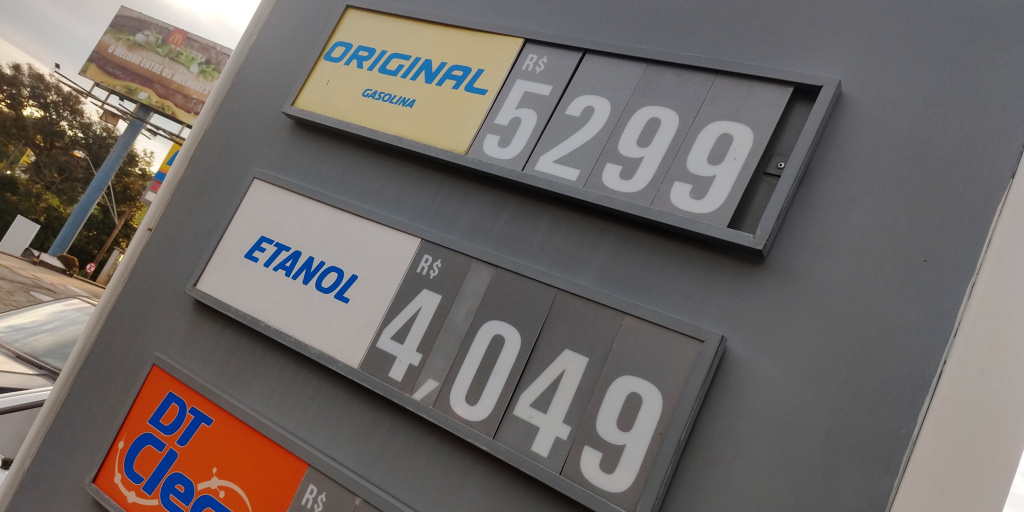 ORIGINAL
GASOLINA
R$
5299
ETANOL
R$
4,049
DT
Clea
R$